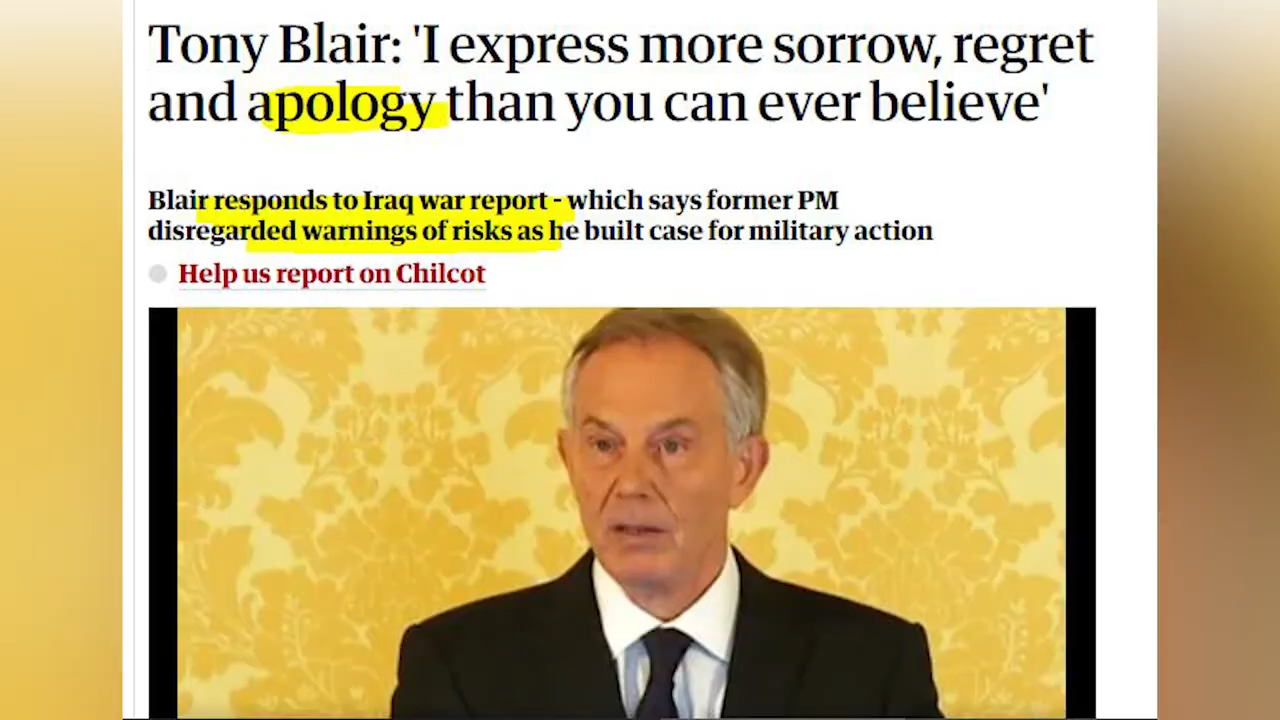 Tony Blair: 'I express more sorrow, regret
and apology than you can ever believe'
Blair responds to Iraq war report - which says former PM
disregarded warnings of risks as he built case for military action
Help us report on Chilcot